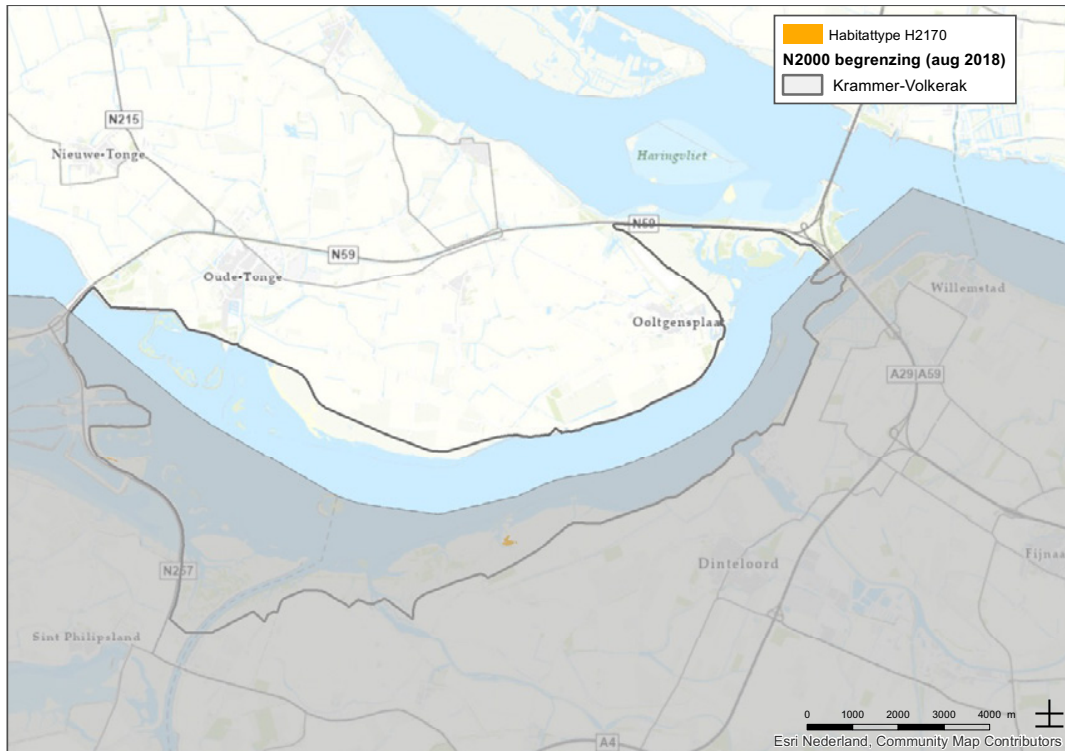 Habitattype H2170
N2000 begrenzing (aug 2018)
Krammer-Volkerak
N215
Nieuwe-Tonge
Haringvliet
N59
N59
Oude-Tonge
Willemstad
Ooltgensplaat
A29|A59
Dinteloord
Fijnaa
N257
Sint Philipsland
0 1000 2000 3000 4000 m
A4
Esri Nederland, Community Map Contributors